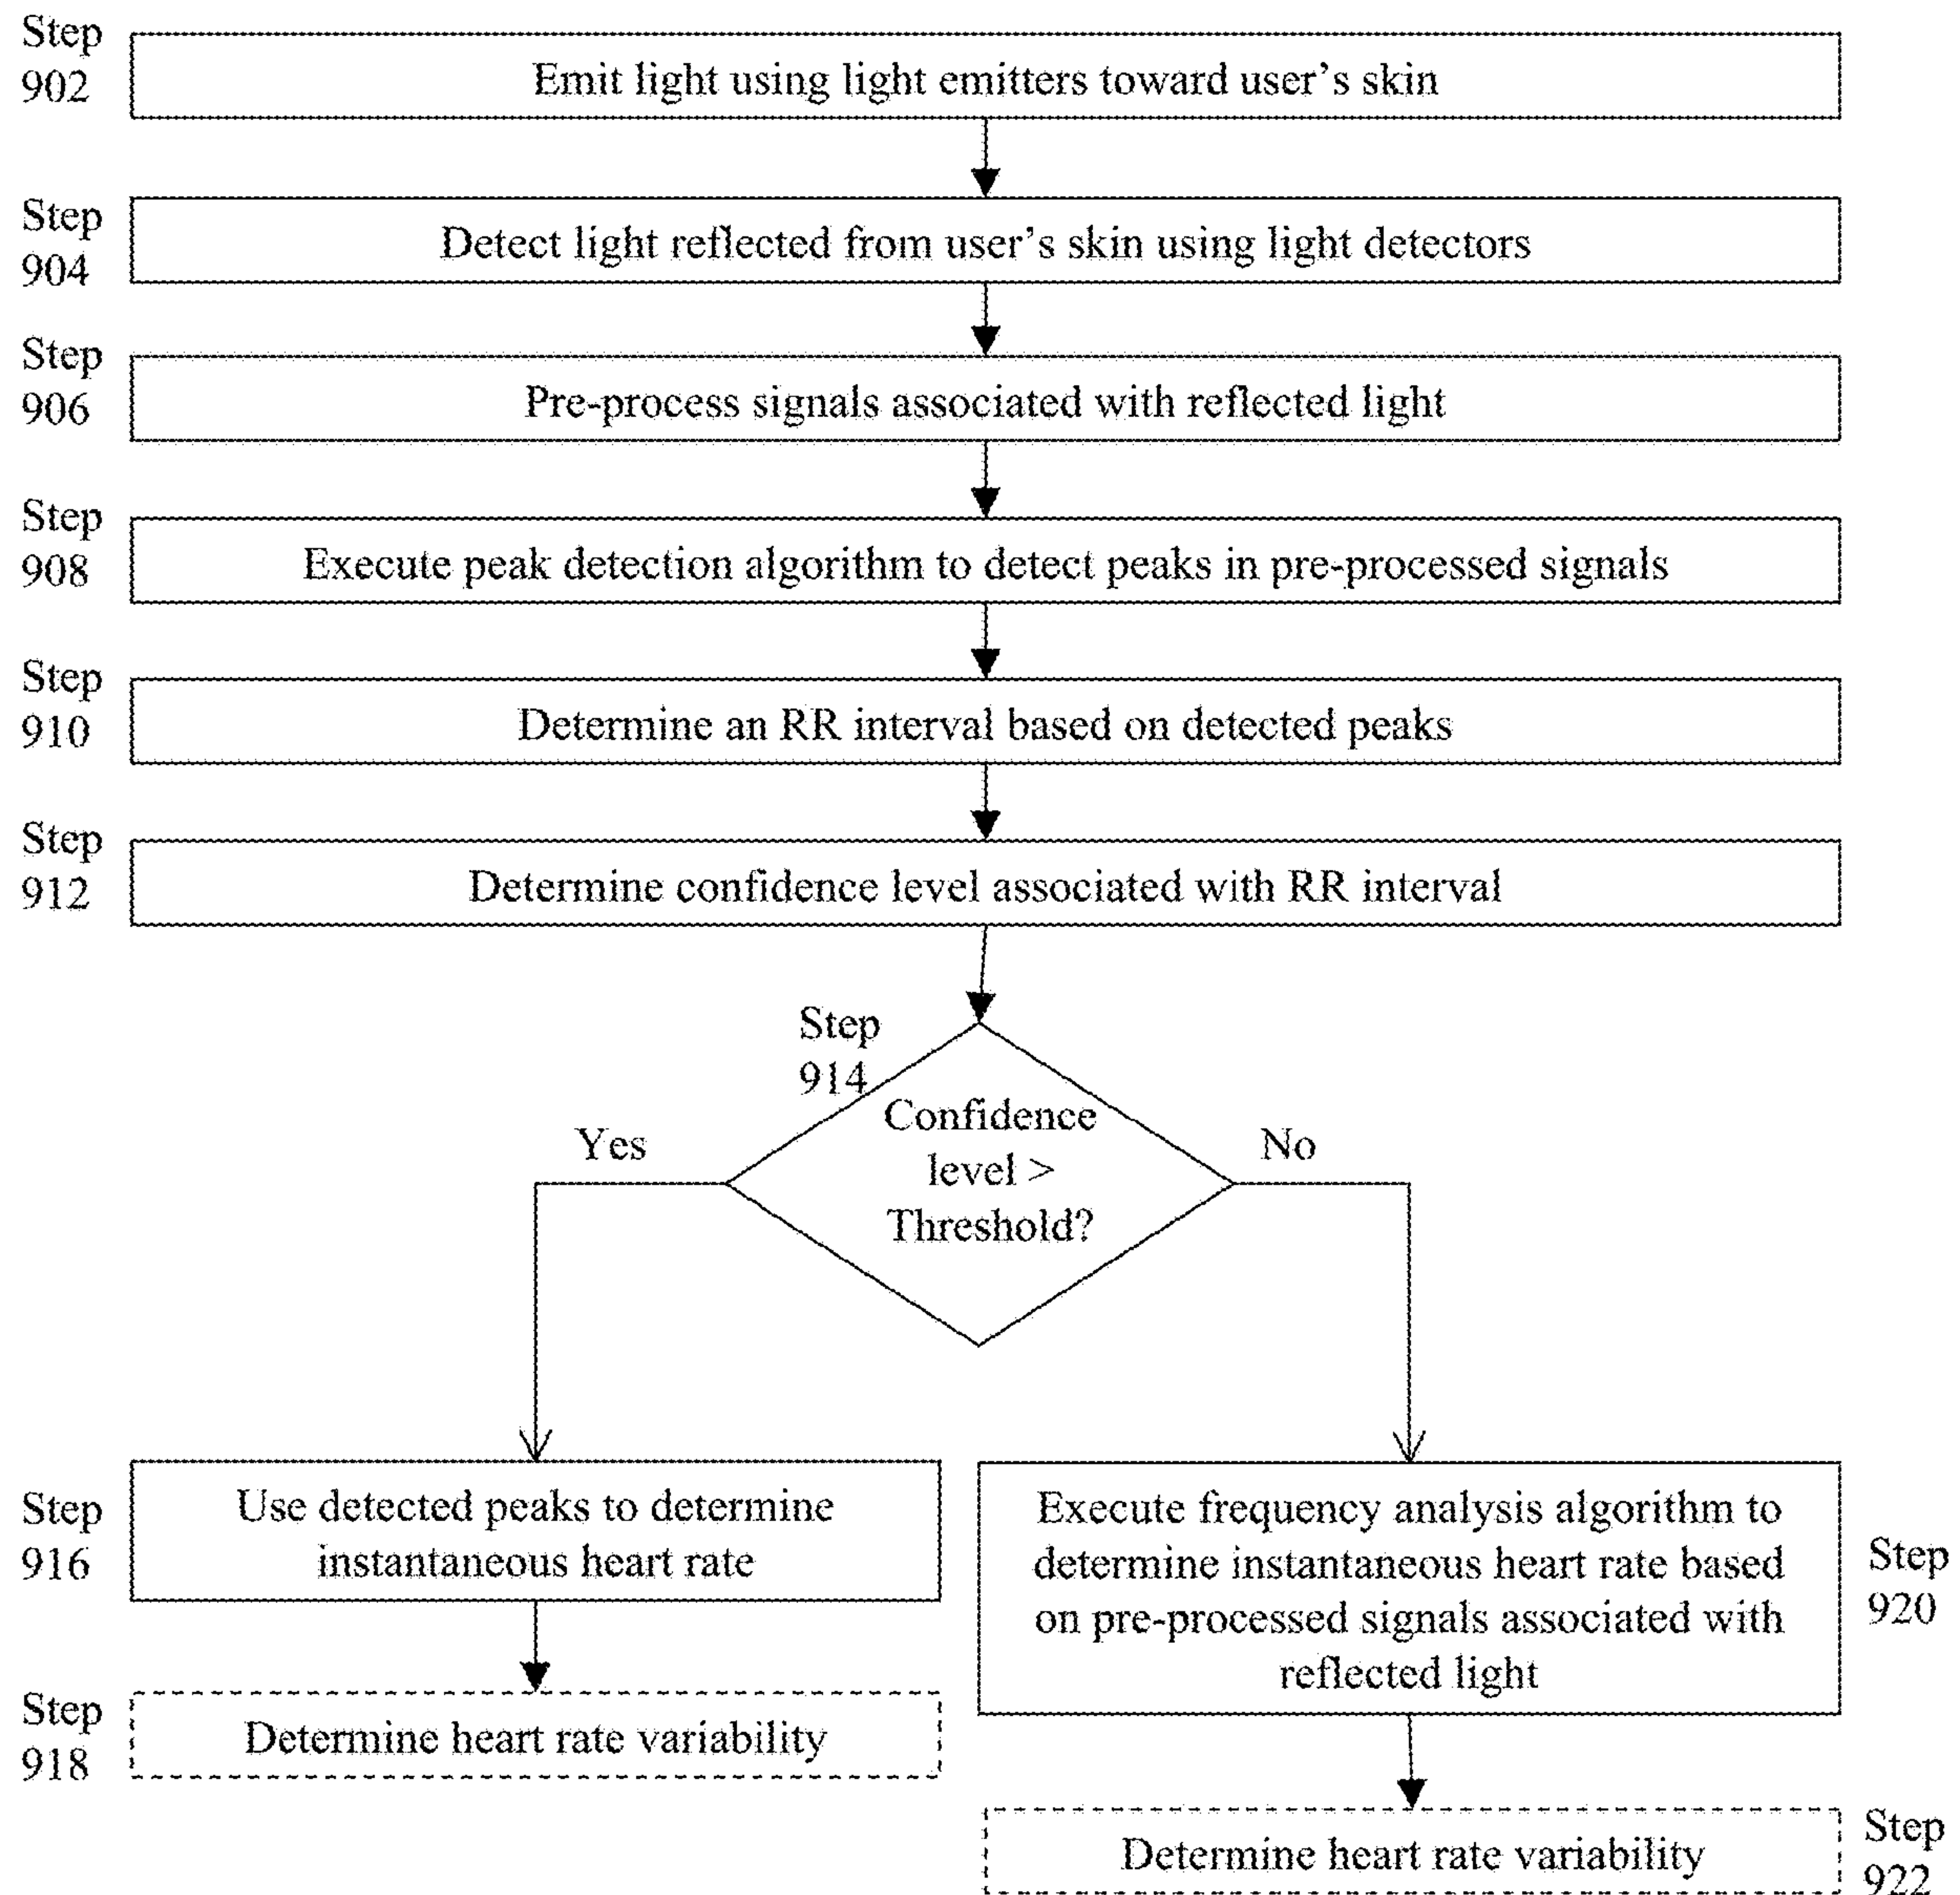 Step
902
Emit light using light emitters toward user's skin
Step
904
Detect light reflected from user's skin using light detectors
Step
906
Pre-process signals associated with reflected light
Step
908
Execute peak detection algorithm to detect peaks in pre-processed signals
Step
910
Determine an RR interval based on detected peaks
Step
912
Determine confidence level associated with RR interval
Step
914
Confidence
level >
Threshold?
Yes
No
Step
916
Use detected peaks to determine
instantaneous heart rate
Execute frequency analysis algorithm to
determine instantaneous heart rate based
on pre-processed signals associated with
reflected light
Step
920
Step
918
Determine heart rate variability
Determine heart rate variability
Step
922